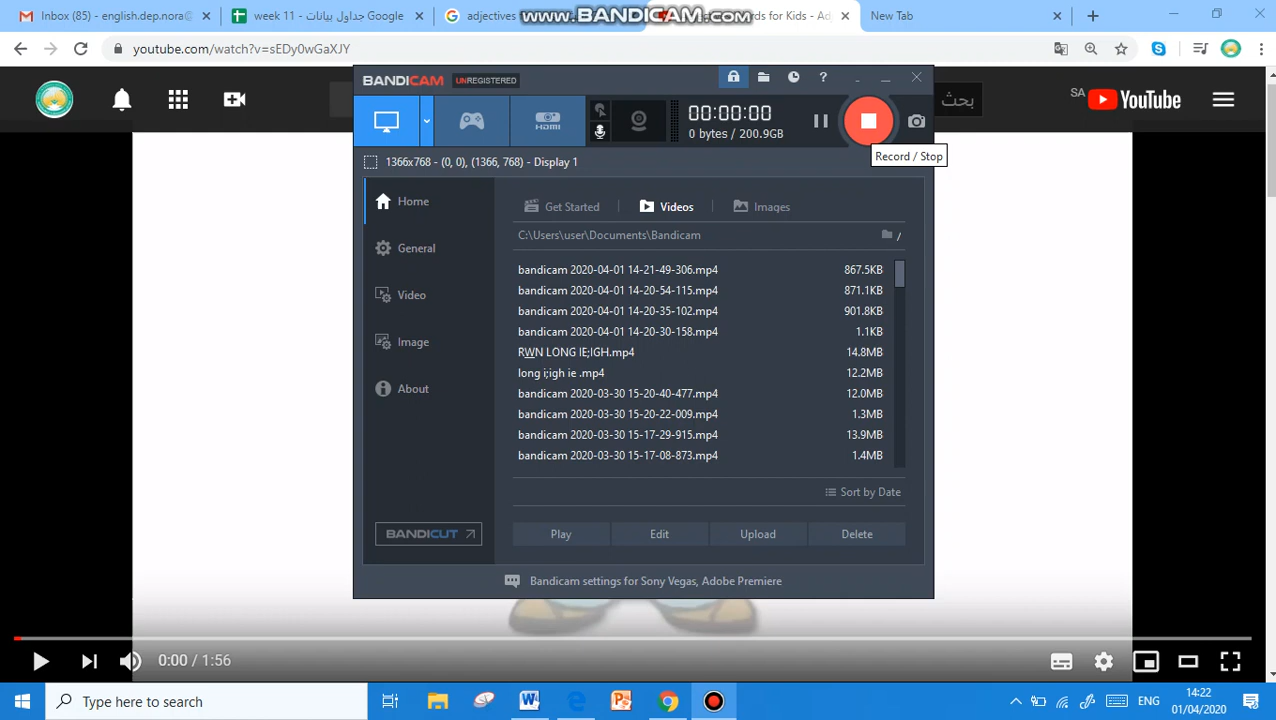 Inbox (85) - english.dep.nora@
week 11 - جداول بيانات Google
adjectives
www.BANDICAM.com
rds for Kids - Ad
New Tab
youtube.com/watch?v=sEDy0wGaXJY
بحث
SA
YouTube
BANDICAM UNREGISTERED
HDMI
00:00:00
0 bytes / 200.9GB
Record / Stop
1366x768 - (0, 0), (1366, 768) - Display 1
Home
General
Video
Image
About
BANDICUT
Get Started
Videos
Images
C:\Users\user\Documents\Bandicam
/
bandicam 2020-04-01 14-21-49-306.mp4 867.5KB
bandicam 2020-04-01 14-20-54-115.mp4 871.1KB
bandicam 2020-04-01 14-20-35-102.mp4 901.8KB
bandicam 2020-04-01 14-20-30-158.mp4 1.1KB
RWN LONG IE;IGH.mp4 14.8MB
long i;igh ie .mp4 12.2MB
bandicam 2020-03-30 15-20-40-477.mp4 12.0MB
bandicam 2020-03-30 15-20-22-009.mp4 1.3MB
bandicam 2020-03-30 15-17-29-915.mp4 13.9MB
bandicam 2020-03-30 15-17-08-873.mp4 1.4MB
Sort by Date
Play
Edit
Upload
Delete
Bandicam settings for Sony Vegas, Adobe Premiere
0:00 / 1:56
Type here to search
ENG
14:22
01/04/2020